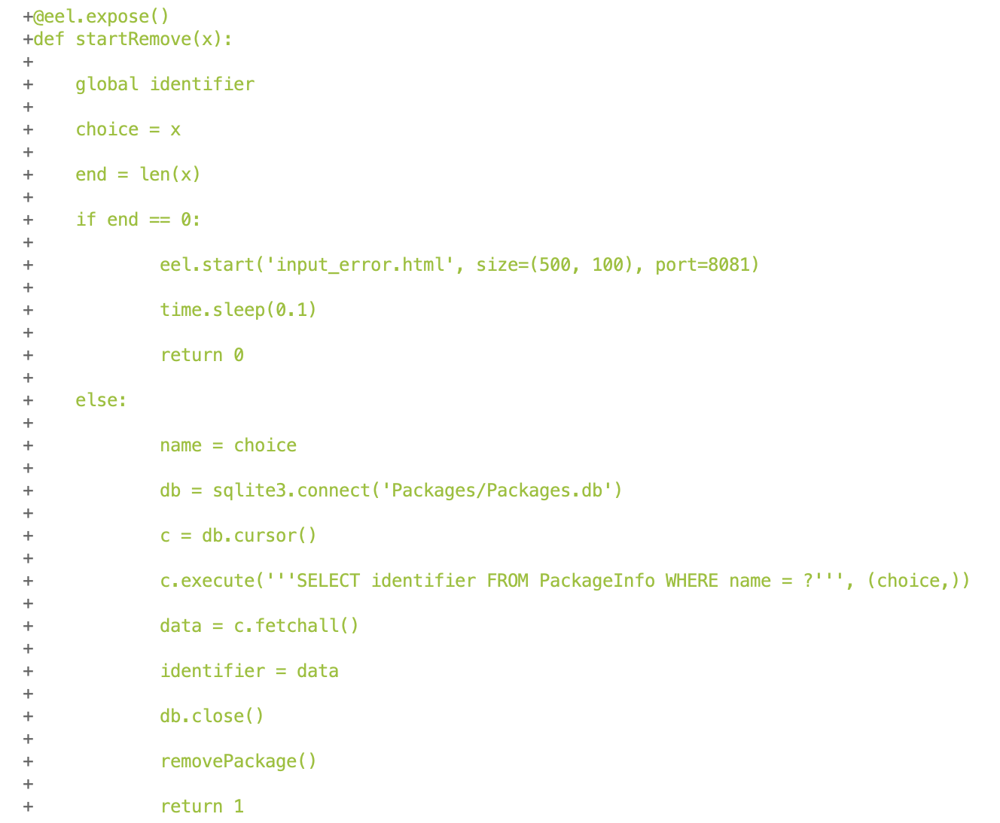 +@eel.expose()
+def startRemove(x):
+
+    global identifier
+
+    choice = x
+
+    end = len(x)
+
+    if end == 0:
+
+            eel.start('input_error.html', size=(500, 100), port=8081)
+
+            time.sleep(0.1)
+
+            return 0
+
+    else:
+
+            name = choice
+
+            db = sqlite3.connect('Packages/Packages.db')
+
+            c = db.cursor()
+
+            c.execute('''SELECT identifier FROM PackageInfo WHERE name = ?''', (choice,))
+
+            data = c.fetchall()
+
+            identifier = data
+
+            db.close()
+
+            removePackage()
+
+            return 1